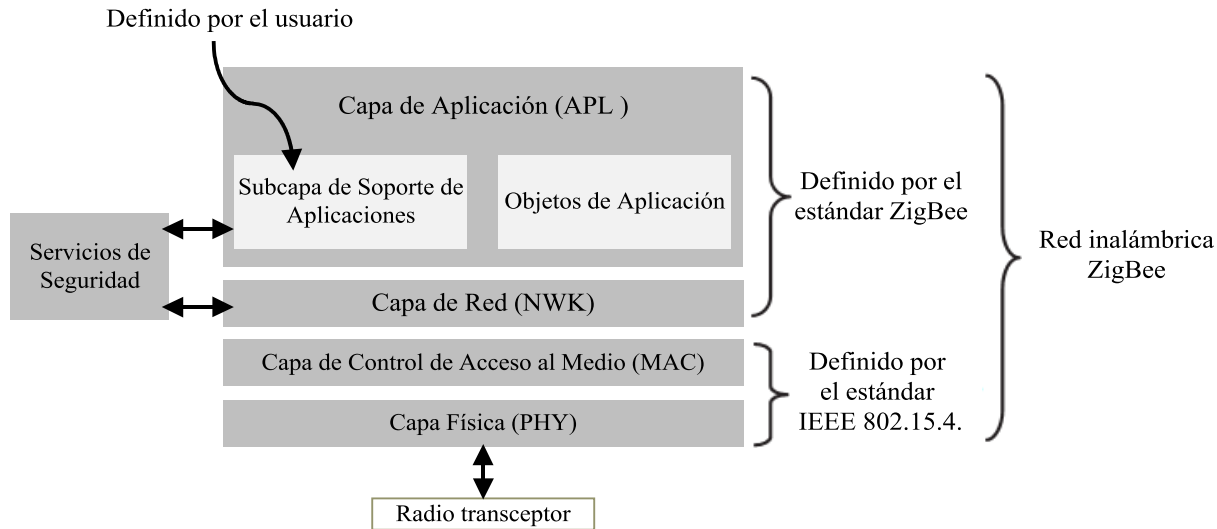 Definido por el usuario
Capa de Aplicación (APL )
Subcapa de Soporte de
Aplicaciones
Objetos de Aplicación
Servicios de
Seguridad
Capa de Red (NWK)
Capa de Control de Acceso al Medio (MAC)
Capa Física (PHY)
Radio transceptor
Definido por el
estándar ZigBee
Definido por
el estándar
IEEE 802.15.4.
Red inalámbrica
ZigBee